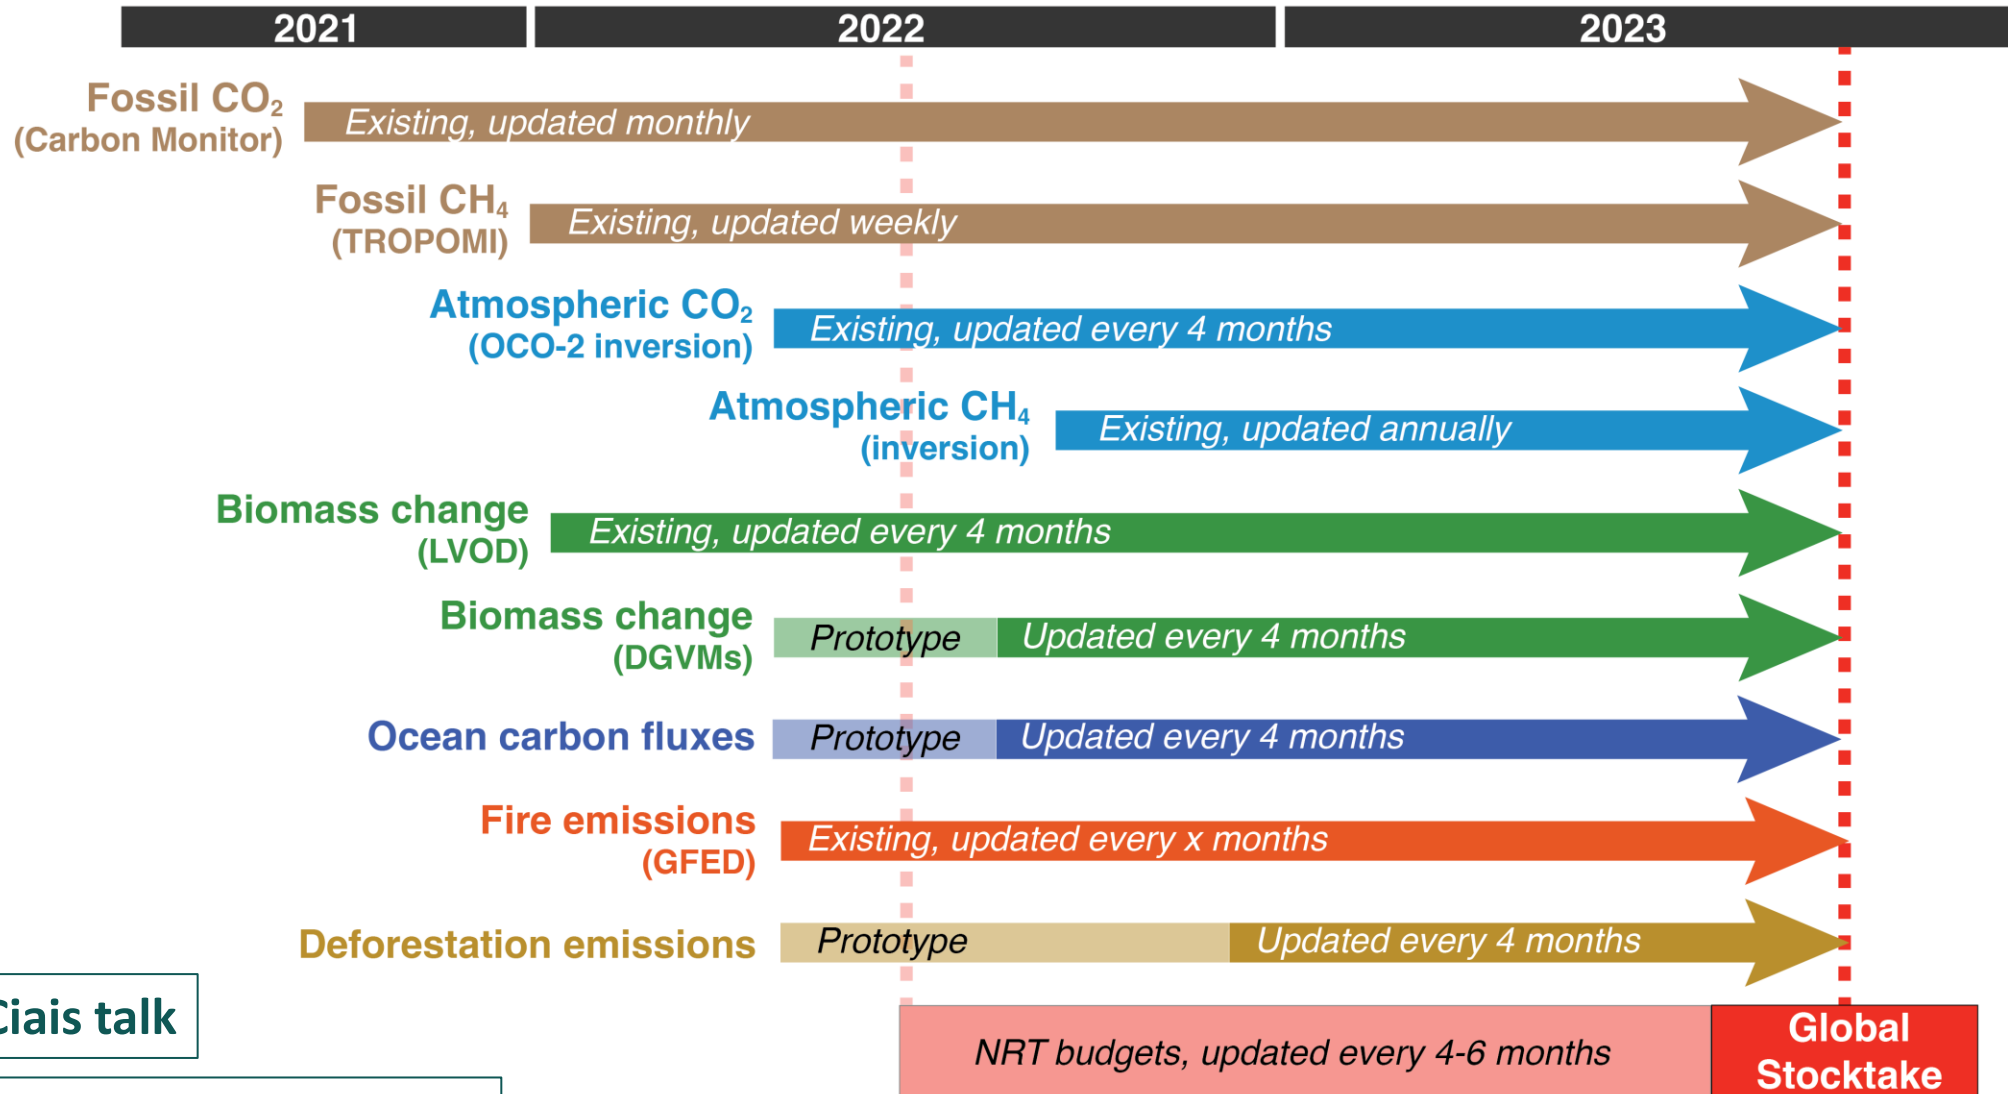 2021 2022 2023
Fossil CO₂
(Carbon Monitor)
Existing, updated monthly
Fossil CH₄
(TROPOMI)
Existing, updated weekly
Atmospheric CO₂
(OCO-2 inversion)
Existing, updated every 4 months
Atmospheric CH₄
(inversion)
Existing, updated annually
Biomass change
(LVOD)
Existing, updated every 4 months
Biomass change
(DGVMs)
Prototype Updated every 4 months
Ocean carbon fluxes
Prototype Updated every 4 months
Fire emissions
(GFED)
Existing, updated every x months
Deforestation emissions
Prototype Updated every 4 months
Ciais talk
NRT budgets, updated every 4-6 months
Global
Stocktake